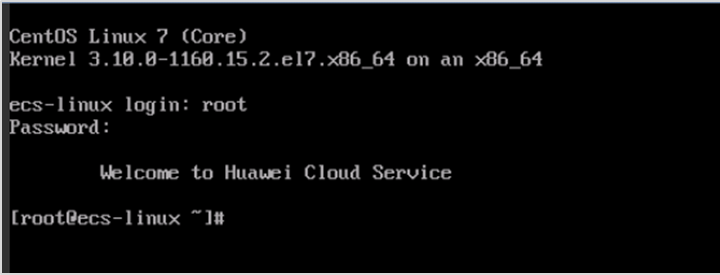 CentOS Linux 7 (Core)
Kernel 3.10.0-1160.15.2.el7.x86_64 on an x86_64
ecs-linux login: root
Password:
Welcome to Huawei Cloud Service
[root@ecs-linux ~]#